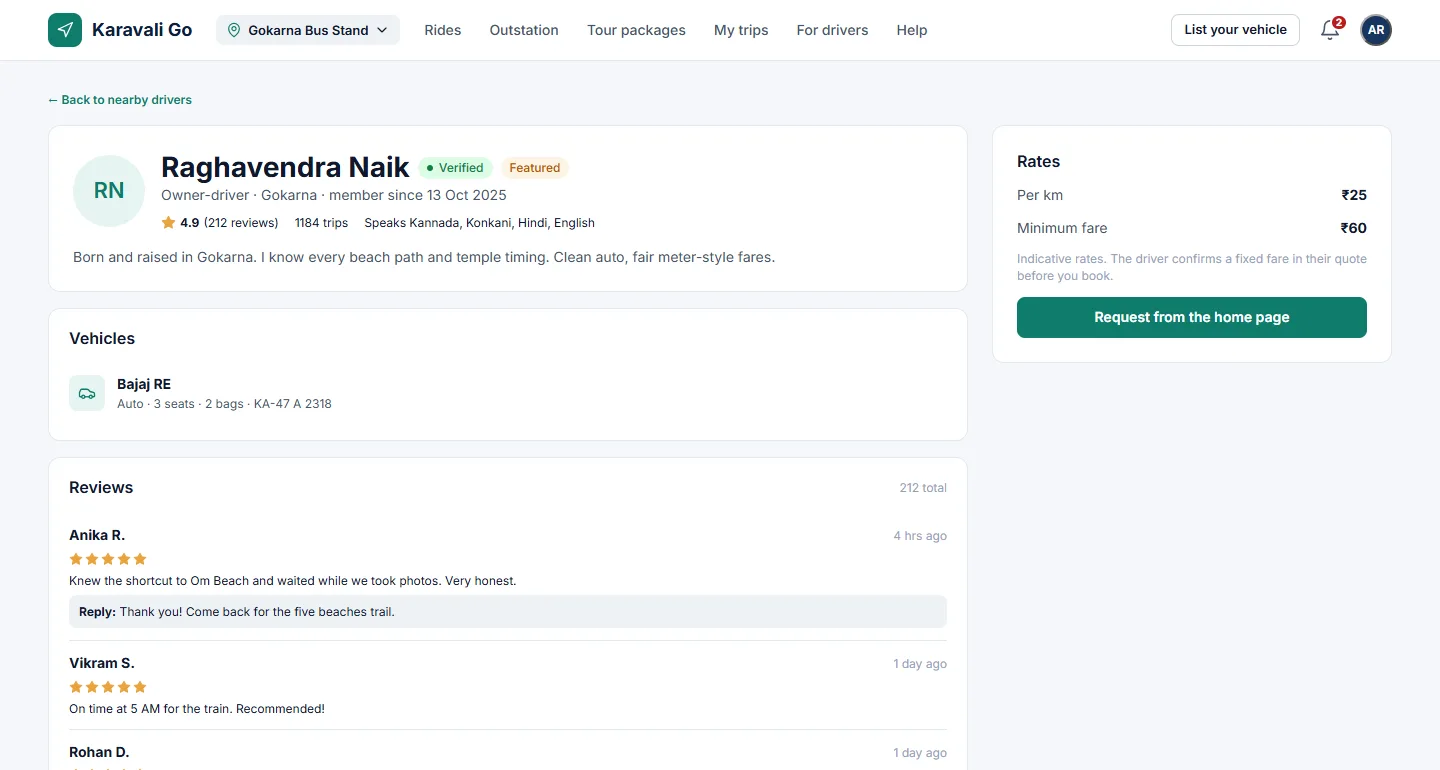 Karavali Go
Gokarna Bus Stand
Rides
Outstation
Tour packages
My trips
For drivers
Help
List your vehicle
2
AR
← Back to nearby drivers
RN
Raghavendra Naik
Verified
Featured
Owner-driver · Gokarna · member since 13 Oct 2025
4.9 (212 reviews)
1184 trips
Speaks Kannada, Konkani, Hindi, English
Born and raised in Gokarna. I know every beach path and temple timing. Clean auto, fair meter-style fares.
Rates
Per km ₹25
Minimum fare ₹60
Indicative rates. The driver confirms a fixed fare in their quote
before you book.
Request from the home page
Vehicles
Bajaj RE
Auto · 3 seats · 2 bags · KA-47 A 2318
Reviews
212 total
Anika R.
4 hrs ago
Knew the shortcut to Om Beach and waited while we took photos. Very honest.
Reply: Thank you! Come back for the five beaches trail.
Vikram S.
1 day ago
On time at 5 AM for the train. Recommended!
Rohan D.
1 day ago